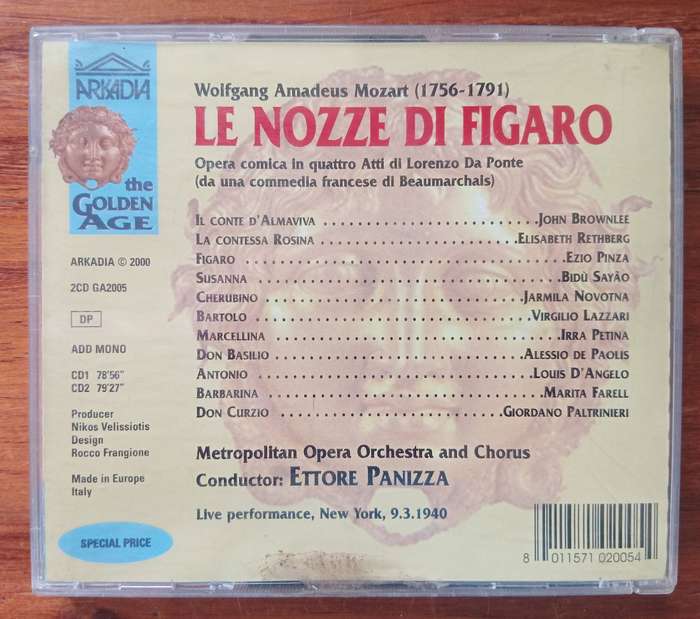 ARKADIA
the
GOLDEN
AGE
Wolfgang Amadeus Mozart (1756-1791)
LE NOZZE DI FIGARO
Opera comica in quattro Atti di Lorenzo Da Ponte
(da una commedia francese di Beaumarchais)
IL CONTE D'ALMAVIVA..........................JOHN BROWNLEE
LA CONTESSA ROSINA..........................ELISABETH RETHBERG
FIGARO..........................EZIO PINZA
SUSANNA..........................BIDÙ SAYÃO
CHERUBINO..........................JARMILA NOVOTNA
BARTOLO..........................VIRGILIO LAZZARI
MARCELLINA..........................IRRA PETINA
DON BASILIO..........................ALESSIO DE PAOLIS
ANTONIO..........................LOUIS D'ANGELO
BARBARINA..........................MARITA FARELL
DON CURZIO..........................GIORDANO PALTRINIERI
Metropolitan Opera Orchestra and Chorus
Conductor: ETTORE PANIZZA
Live performance, New York, 9.3.1940
ARKADIA © 2000
2CD GA2005
DP
ADD MONO
CD1 78'56"
CD2 79'27"
Producer
Nikos Velissiotis
Design
Rocco Frangione
Made in Europe
Italy
SPECIAL PRICE
8 011571 020054